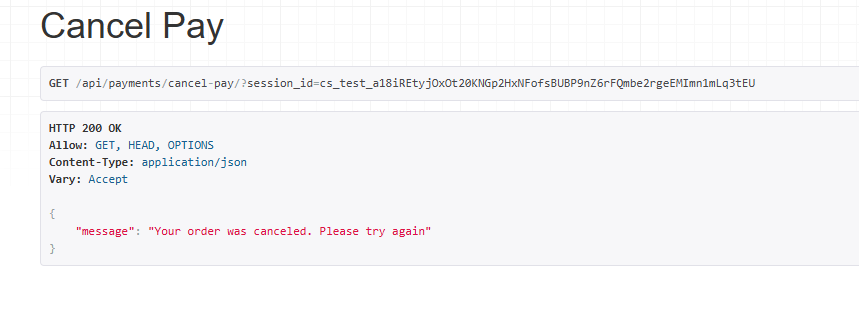 Cancel Pay
GET /api/payments/cancel-pay/?session_id=cs_test_a18iREtyjOxOt20KNGp2HxNFofsBUBP9nZ6rFQmbe2rgeEMImn1mLq3tEU
HTTP 200 OK
Allow: GET, HEAD, OPTIONS
Content-Type: application/json
Vary: Accept
{
"message": "Your order was canceled. Please try again"
}